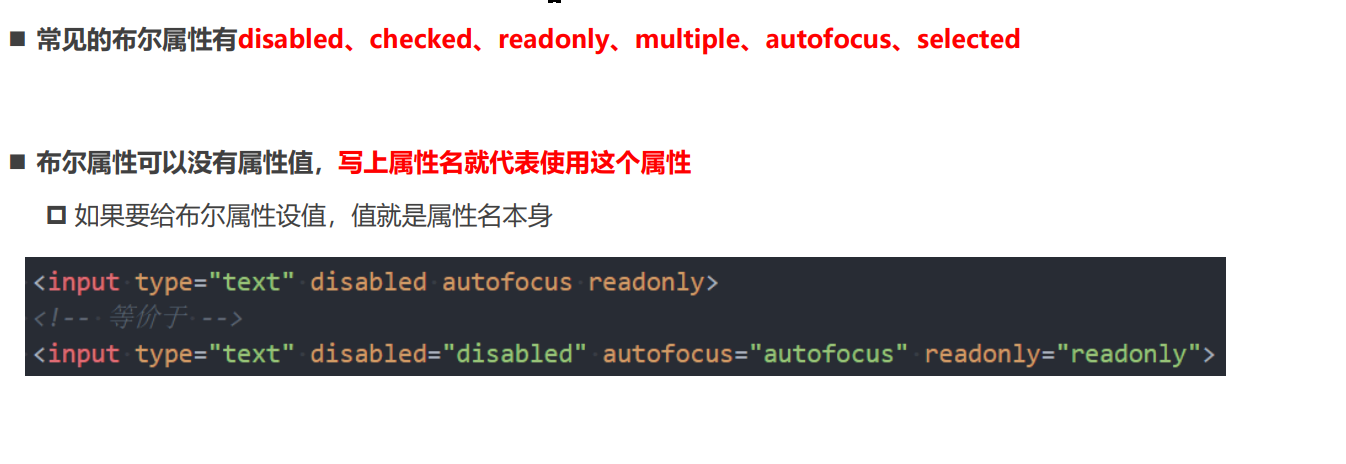 常见的布尔属性有disabled、checked、readonly、multiple、autofocus、selected
布尔属性可以没有属性值，写上属性名就代表使用这个属性
如果要给布尔属性设值，值就是属性名本身
<input type="text" disabled autofocus readonly>
<!-- 等价于 -->
<input type="text" disabled="disabled" autofocus="autofocus" readonly="readonly">